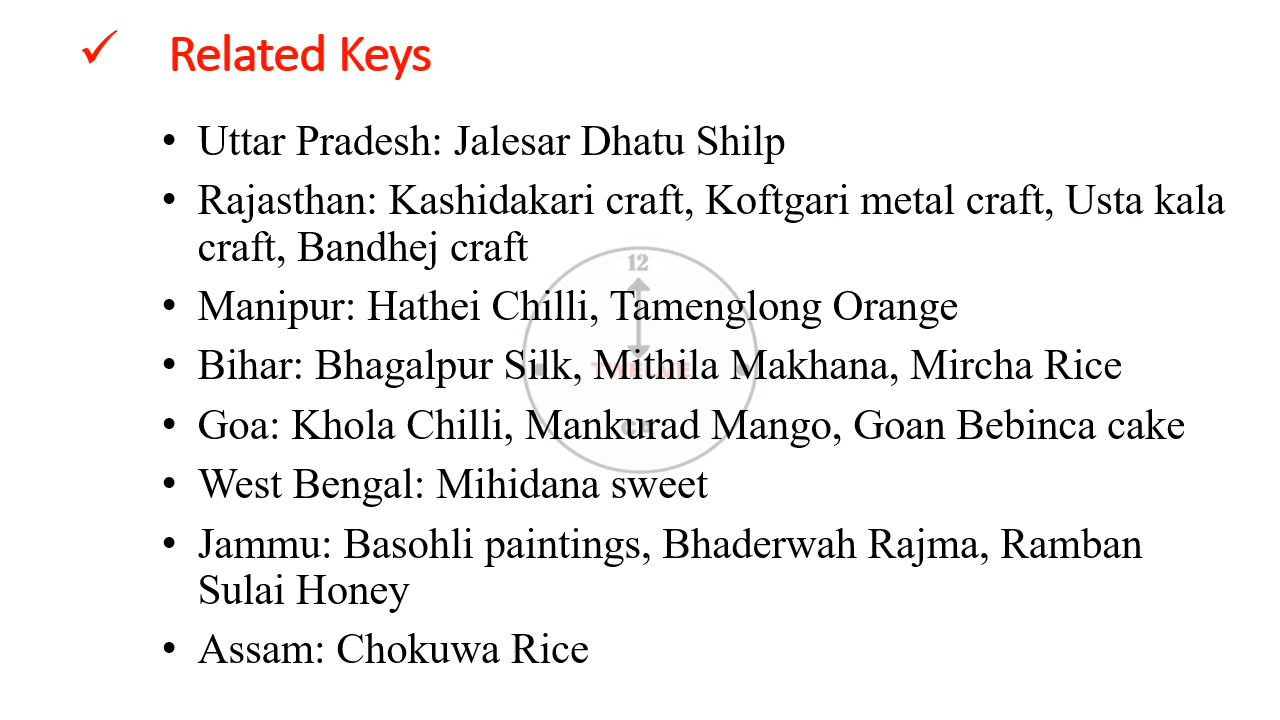 ✓ Related Keys
• Uttar Pradesh: Jalesar Dhatu Shilp
• Rajasthan: Kashidakari craft, Koftgari metal craft, Usta kala
craft, Bandhej craft
12
• Manipur: Hathei Chilli, Tamenglong Orange
• Bihar: Bhagalpur Silk, Mithila Makhana, Mircha Rice
• Goa: Khola Chilli, Mankurad Mango, Goan Bebinca cake
• West Bengal: Mihidana sweet
• Jammu: Basohli paintings, Bhaderwah Rajma, Ramban
Sulai Honey
• Assam: Chokuwa Rice